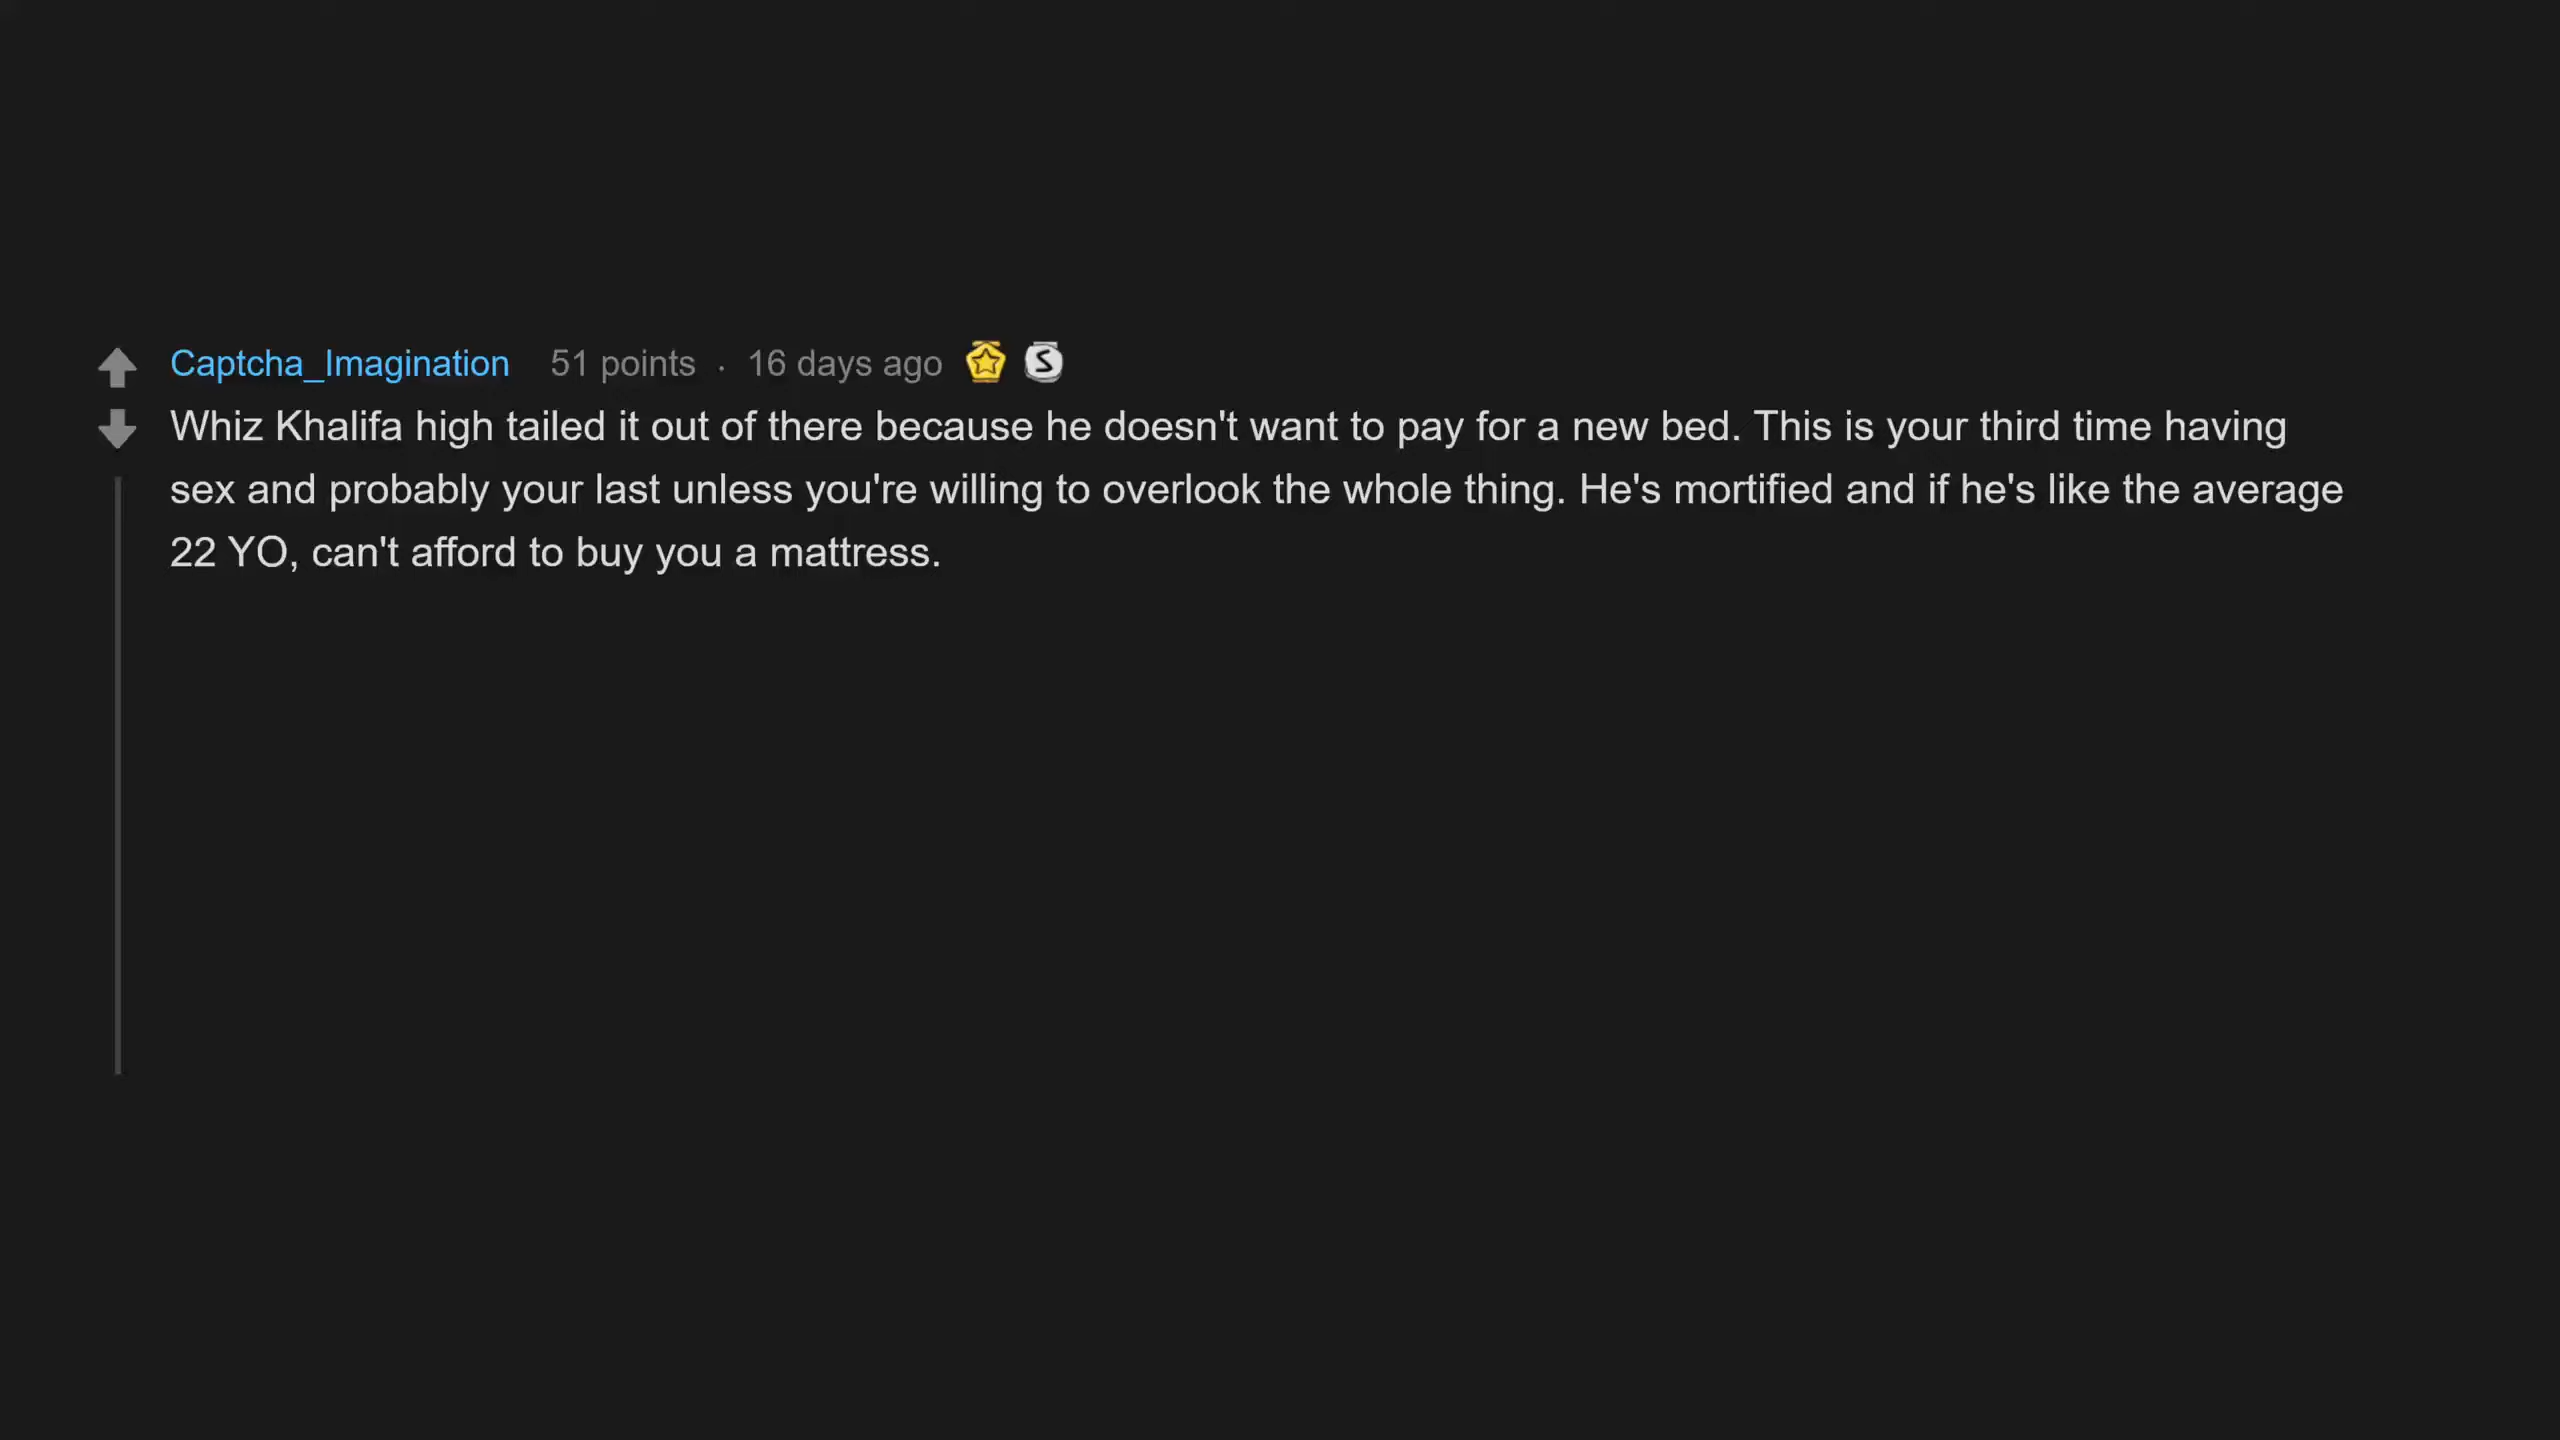 Captcha_Imagination 51 points · 16 days ago S
Whiz Khalifa high tailed it out of there because he doesn't want to pay for a new bed. This is your third time having
sex and probably your last unless you're willing to overlook the whole thing. He's mortified and if he's like the average
22 YO, can't afford to buy you a mattress.